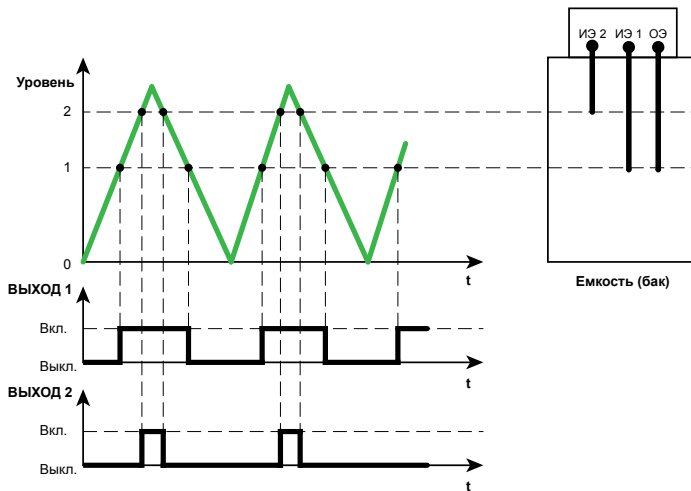 ИЭ 2 ИЭ 1 ОЭ
Уровень
2
1
0
t
Емкость (бак)
ВЫХОД 1
Вкл.
Выкл.
t
ВЫХОД 2
Вкл.
Выкл.
t